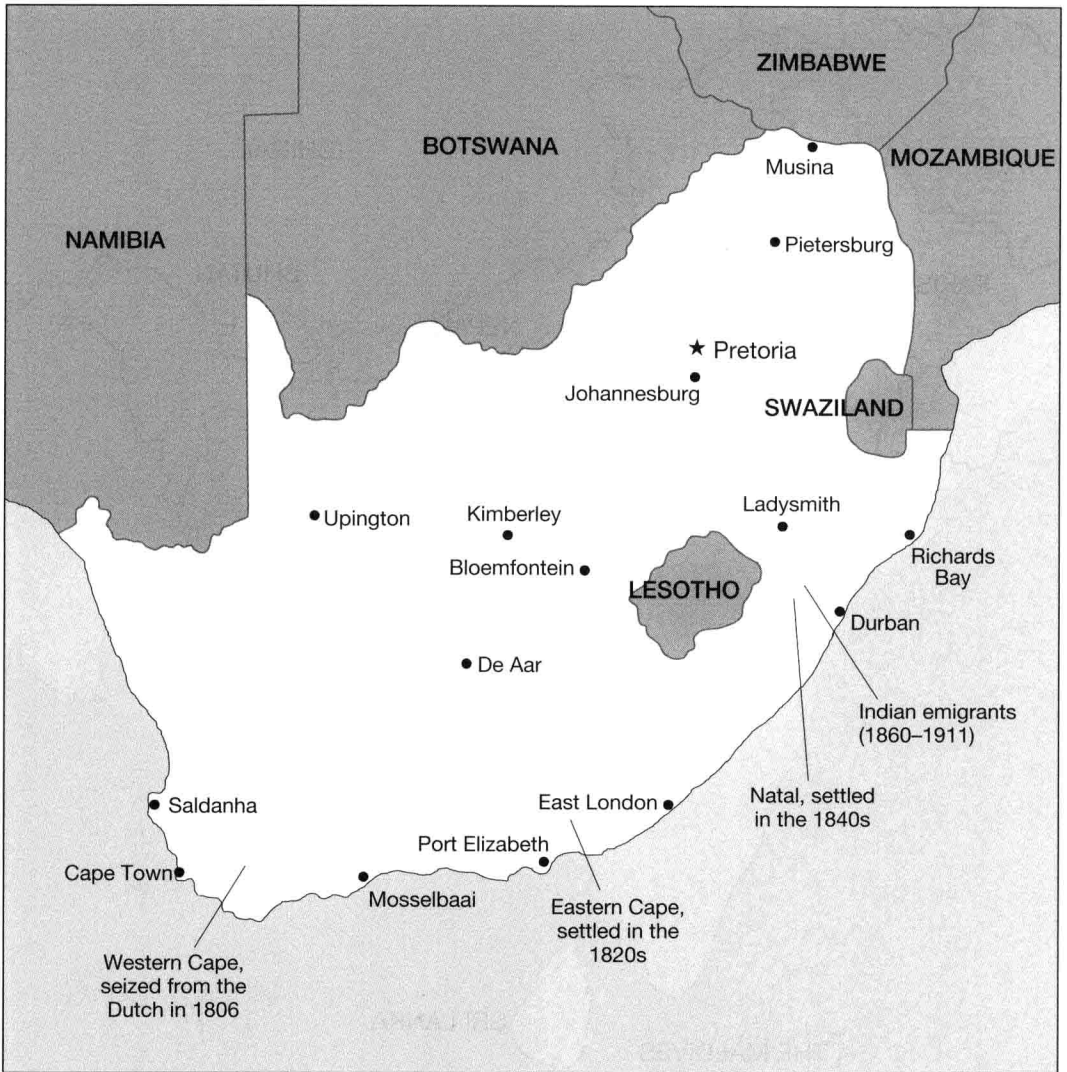 ZIMBABWE
BOTSWANA
MOZAMBIQUE
Musina
NAMIBIA
Pietersburg
Pretoria
Johannesburg
SWAZILAND
Upington
Kimberley
Ladysmith
Bloemfontein
LESOTHO
Richards
Bay
Durban
De Aar
Indian emigrants
(1860–1911)
Natal, settled
in the 1840s
Saldanha
East London
Port Elizabeth
Cape Town
Mosselbaai
Eastern Cape,
settled in the
1820s
Western Cape,
seized from the
Dutch in 1806